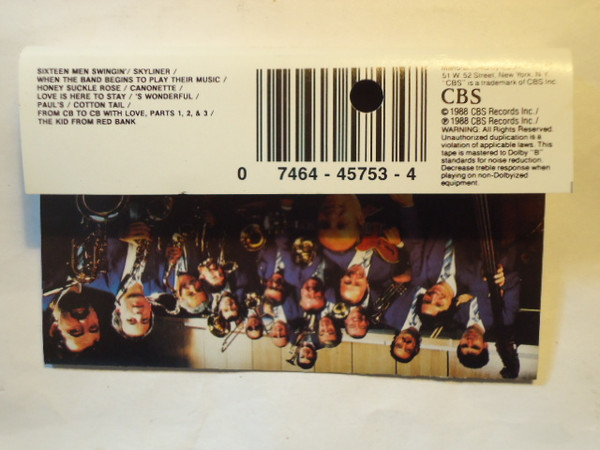 SIXTEEN MEN SWINGIN'/ SKYLINER /
WHEN THE BAND BEGINS TO PLAY THEIR MUSIC /
HONEY SUCKLE ROSE / CANONETTE /
LOVE IS HERE TO STAY / 'S WONDERFUL /
PAUL'S / COTTON TAIL /
FROM CB TO CB WITH LOVE, PARTS 1, 2, & 3 /
THE KID FROM RED BANK
0 7464 - 45753 - 4
51 W. 52 Street, New York, N.Y.
"CBS" is a trademark of CBS Inc.
CBS
© 1988 CBS Records Inc./
℗ 1988 CBS Records Inc./
WARNING: All Rights Reserved.
Unauthorized duplication is a
violation of applicable laws. This
tape is mastered to Dolby "B"
standards for noise reduction.
Decrease treble response when
playing on non-Dolbyized
equipment.